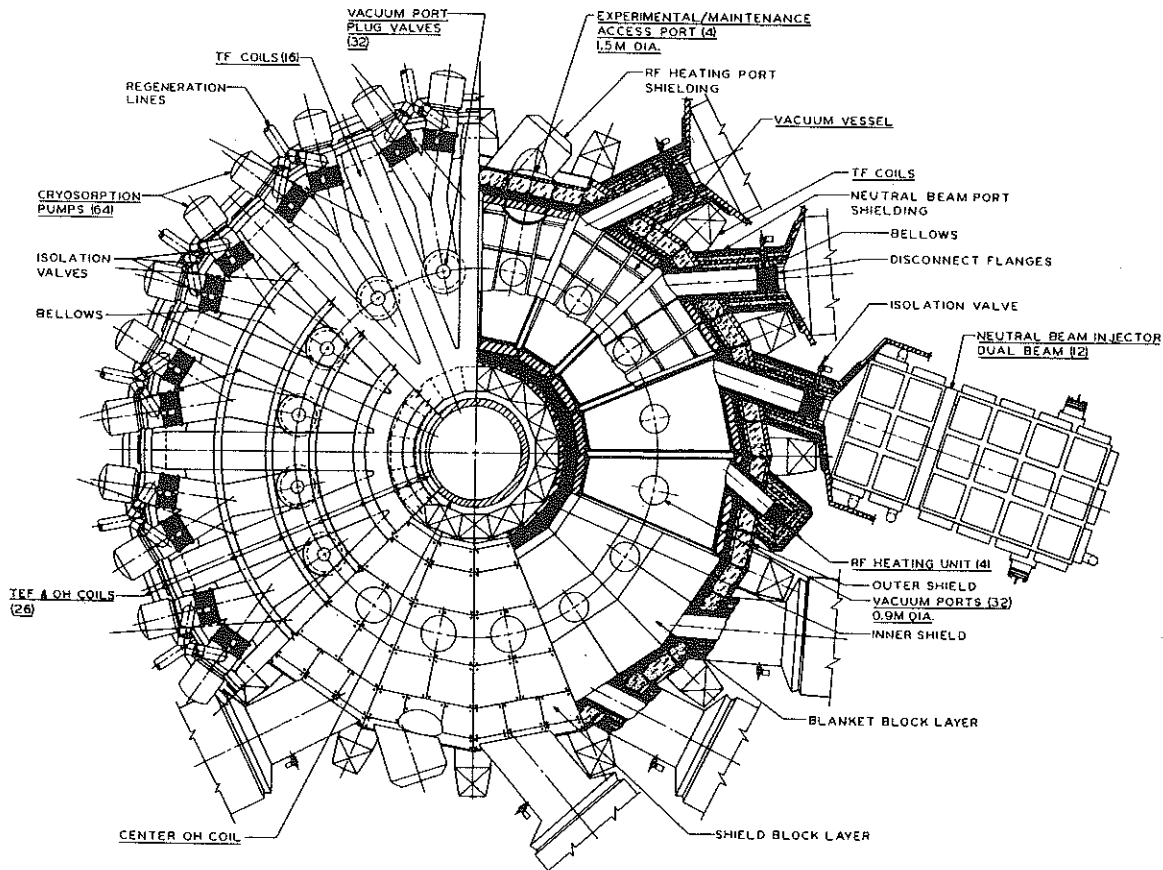 VACUUM PORT
PLUG VALVES
(32)
EXPERIMENTAL/MAINTENANCE
ACCESS PORT (4)
1.5M DIA.
TF COILS (16)
REGENERATION
LINES
RF HEATING PORT
SHIELDING
VACUUM VESSEL
TF COILS
NEUTRAL BEAM PORT
SHIELDING
CRYOSORPTION
PUMPS (64)
BELLOWS
ISOLATION
VALVES
DISCONNECT FLANGES
ISOLATION VALVE
BELLOWS
NEUTRAL BEAM INJECTOR
DUAL BEAM (12)
RF HEATING UNIT (4)
OUTER SHIELD
TEF & OH COILS
(26)
VACUUM PORTS (32)
0.9M DIA.
INNER SHIELD
BLANKET BLOCK LAYER
CENTER OH COIL
SHIELD BLOCK LAYER